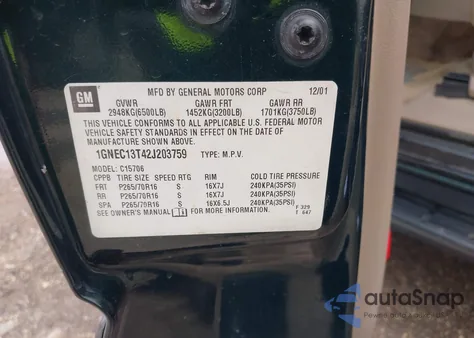 GM
MFD BY GENERAL MOTORS CORP 12/01
GVWR GAWR FRT GAWR RR
2948KG(6500LB) 1452KG(3200LB) 1701KG(3750LB)
THIS VEHICLE CONFORMS TO ALL APPLICABLE U.S. FEDERAL MOTOR
VEHICLE SAFETY STANDARDS IN EFFECT ON THE DATE OF
MANUFACTURE SHOWN ABOVE.
1GNEC13T42J203759 TYPE: M.P.V.
MODEL: C15706
CPPB TIRE SIZE SPEED RTG RIM COLD TIRE PRESSURE
FRT P265/70R16 S 16X7J 240KPA(35PSI)
RR P265/70R16 S 16X7J 240KPA(35PSI)
SPA P265/70R16 S 16X6.5J 240KPA(35PSI)
SEE OWNER'S MANUAL FOR MORE INFORMATION.
F 329
T 647
autoSnap